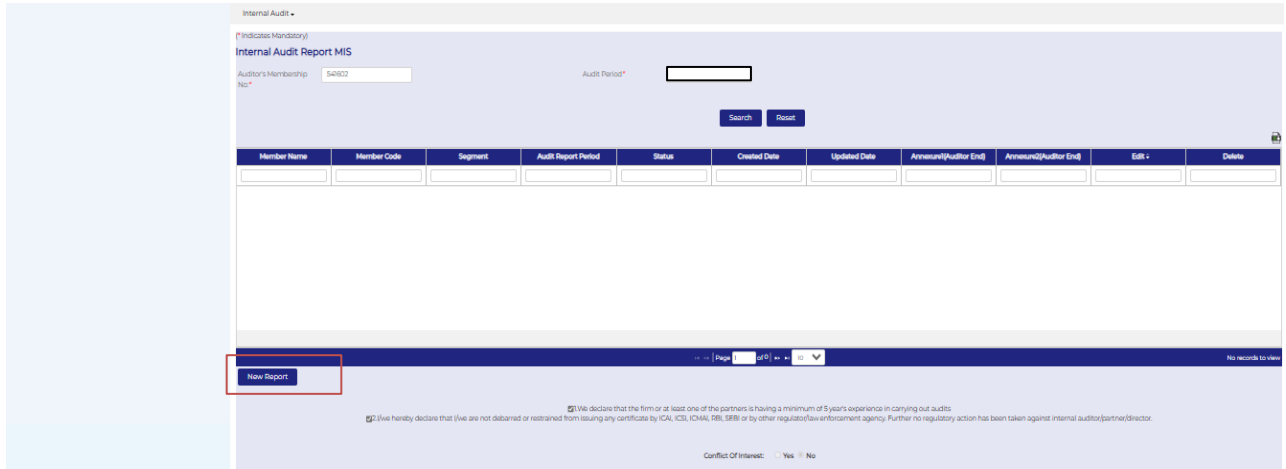 Internal Audit
(* Indicates Mandatory)
Internal Audit Report MIS
Auditor's Membership No:* 541602 Audit Period*
Search Reset
Member Name Member Code Segment Audit Report Period Status Created Date Updated Date Annexure1(Auditor End) Annexure2(Auditor End) Edit Delete
Page 1 of 0 10 No records to view
New Report
1.We declare that the firm or at least one of the partners is having a minimum of 5 year's experience in carrying out audits
2.I/we hereby declare that I/we are not debarred or restrained from issuing any certificate by ICAI, ICSI, ICMAI, RBI, SEBI or by other regulator/law enforcement agency. Further no regulatory action has been taken against internal auditor/partner/director.
Conflict Of Interest: Yes No